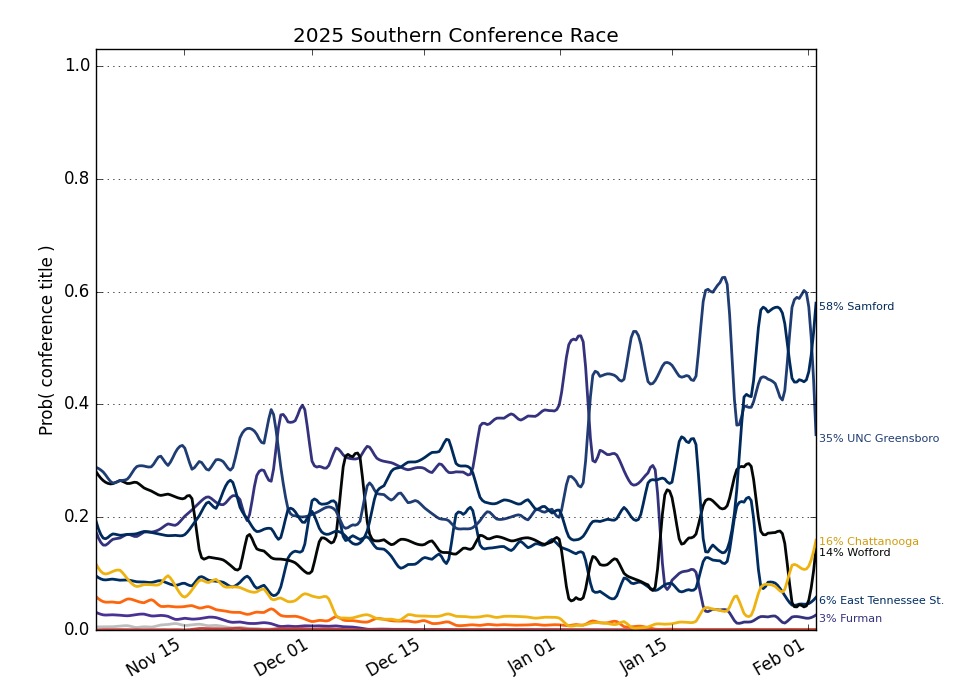 2025 Southern Conference Race
Prob( conference title )
1.0
0.8
0.6
0.4
0.2
0.0
58% Samford
35% UNC Greensboro
16% Chattanooga
14% Wofford
6% East Tennessee St.
3% Furman
Nov 15
Dec 01
Dec 15
Jan 01
Jan 15
Feb 01